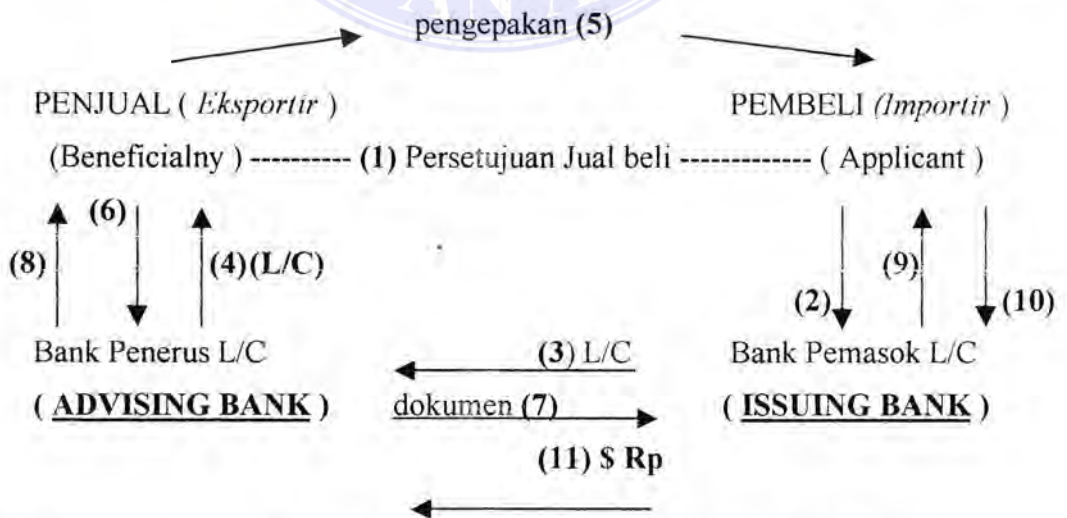 pengepakan (5)
PENJUAL ( Eksportir ) PEMBELI (Importir )
(Beneficialny ) ---------- (1) Persetujuan Jual beli ------------- ( Applicant )
(6)
(8) (4)(L/C) (9)
(2) (10)
Bank Penerus L/C (3) L/C Bank Pemasok L/C
( ADVISING BANK ) dokumen (7) ( ISSUING BANK )
(11) $ Rp